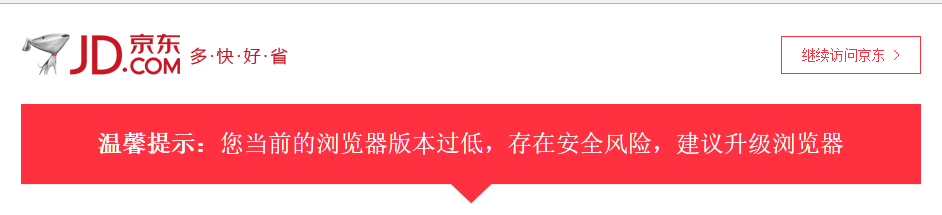 JD.COM 京东 多·快·好·省
继续访问京东 >
温馨提示：您当前的浏览器版本过低，存在安全风险，建议升级浏览器